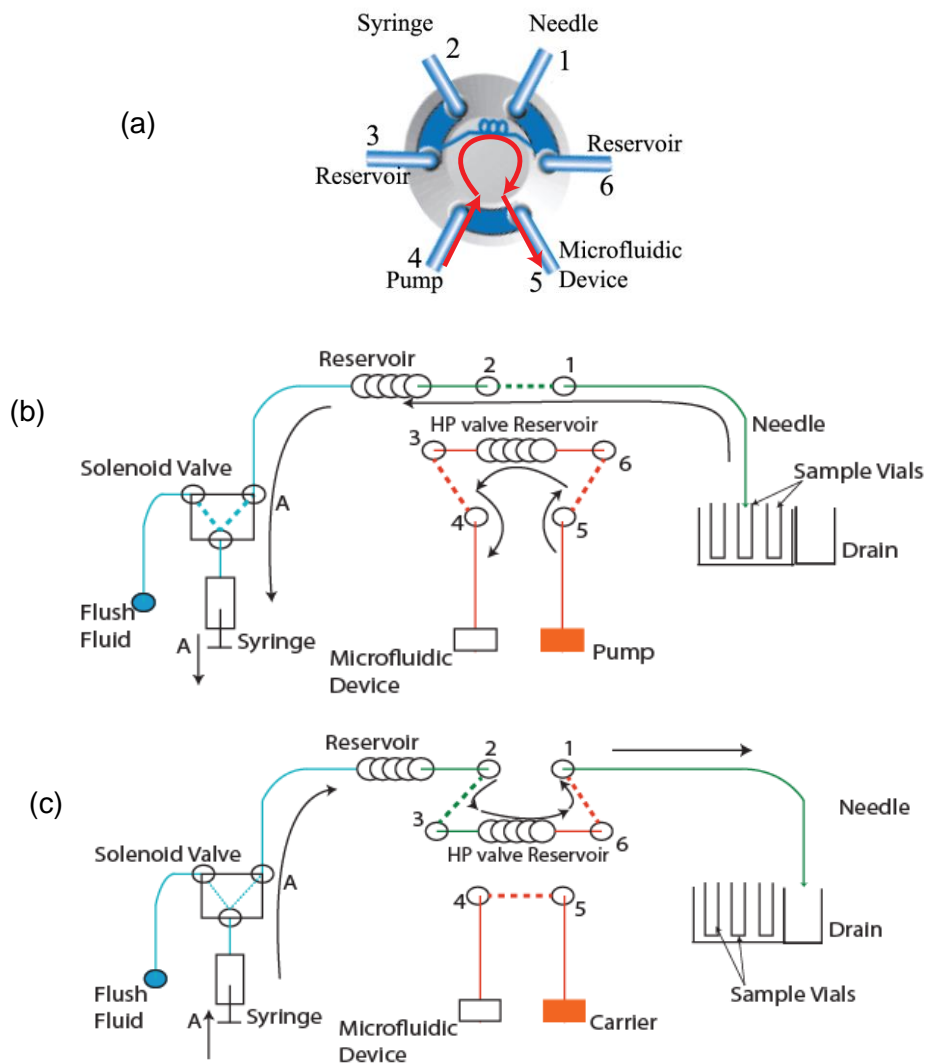 (a)
Syringe
2
Needle
1
3
Reservoir
Reservoir
6
4
Pump
5
Microfluidic
Device
(b)
Reservoir
2
1
3
HP valve Reservoir
6
Needle
Solenoid Valve
A
4
5
Sample Vials
Drain
Flush
Fluid
A
Syringe
Microfluidic
Device
Pump
(c)
Reservoir
2
1
Needle
3
HP valve Reservoir
6
Solenoid Valve
A
4
5
Drain
Flush
Fluid
A
Syringe
Microfluidic
Device
Carrier
Sample Vials